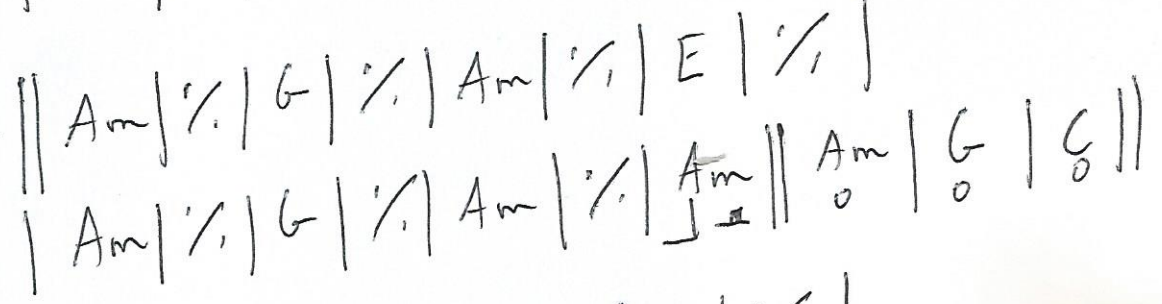 || Am | % | G | % | Am | % | E | % |
| Am | % | G | % | Am | % | Am || Am | G | C ||